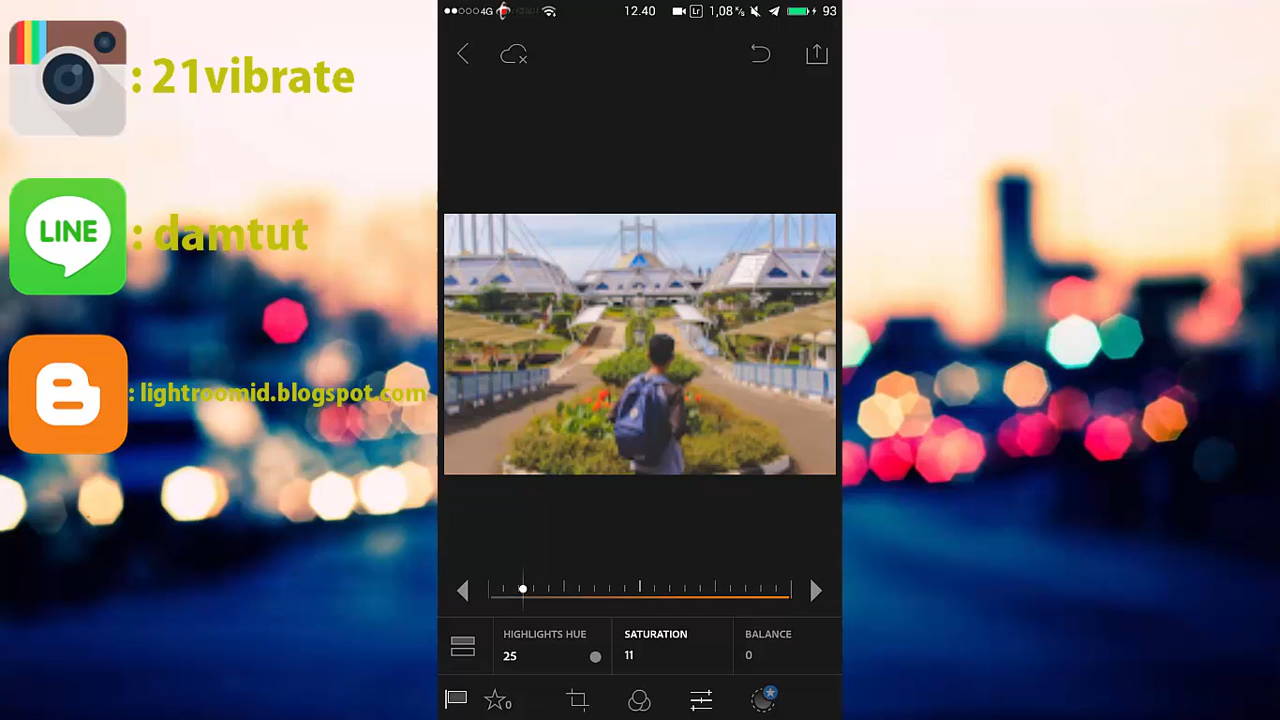 4G 12.40 Lr 1,08 ᴷ/s 93
: 21vibrate
LINE : damtut
: lightroomid.blogspot.com
HIGHLIGHTS HUE SATURATION BALANCE
25 11 0
0